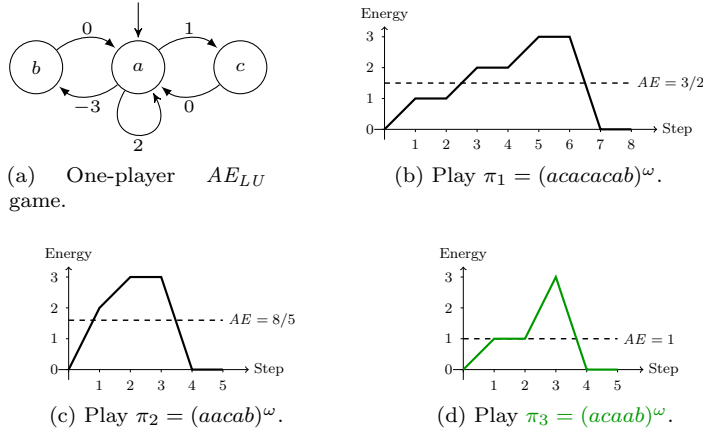 0
1
b
a
c
−3
0
2
(a) One-player AE_LU
game.
Energy
3
2
1
0
AE = 3/2
Step
1 2 3 4 5 6 7 8
(b) Play π₁ = (acacacab)^ω.
Energy
3
2
1
0
AE = 8/5
Step
1 2 3 4 5
(c) Play π₂ = (aacab)^ω.
Energy
3
2
1
0
AE = 1
Step
1 2 3 4 5
(d) Play π₃ = (acaab)^ω.